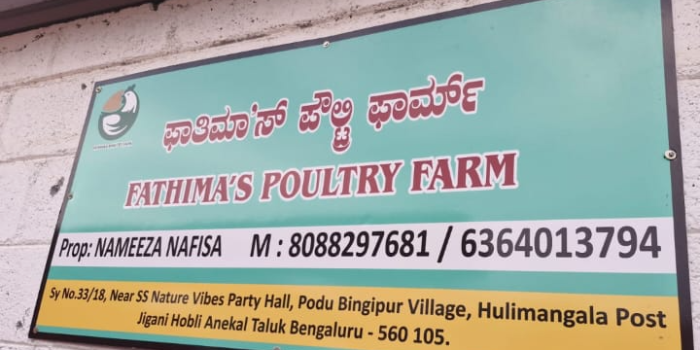 ಫಾತಿಮಾ'ಸ್ ಪೌಲ್ಟ್ರಿ ಫಾರ್ಮ್
FATHIMA'S POULTRY FARM
Prop: NAMEEZA NAFISA M : 8088297681 / 6364013794
Sy No.33/18, Near SS Nature Vibes Party Hall, Podu Bingipur Village, Hulimangala Post
Jigani Hobli Anekal Taluk Bengaluru - 560 105.